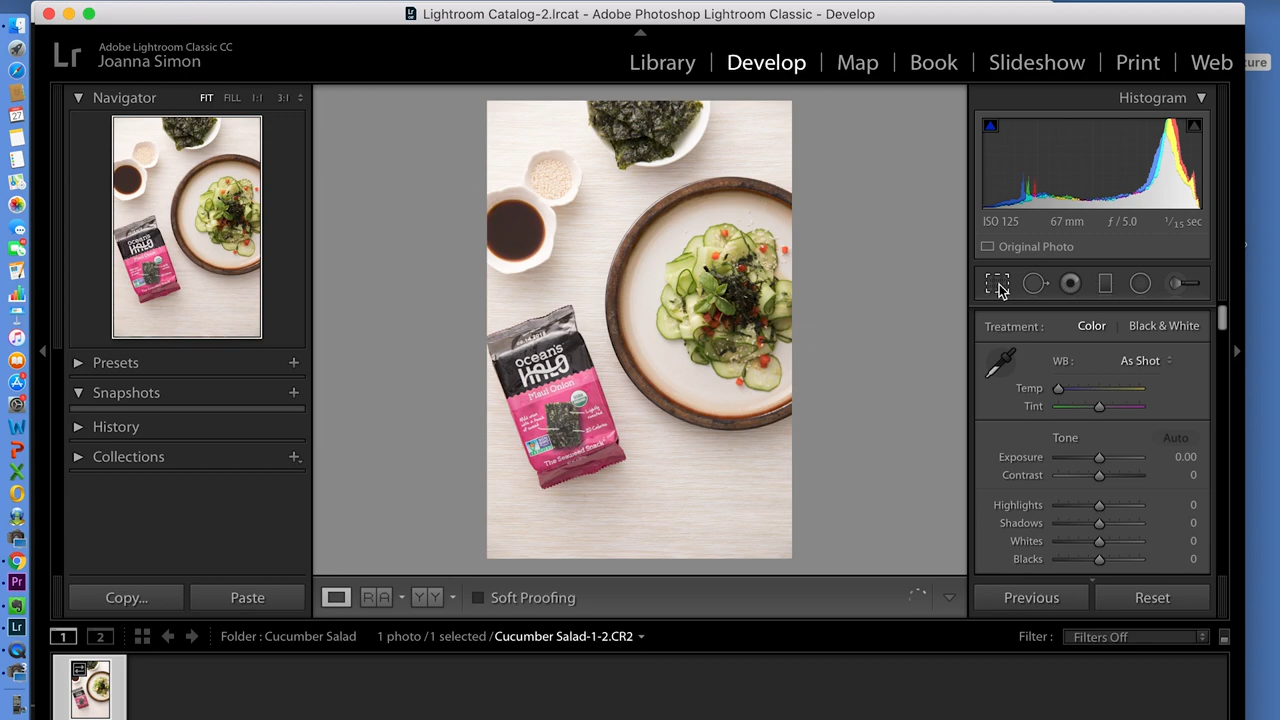 Lightroom Catalog-2.lrcat - Adobe Photoshop Lightroom Classic - Develop
Lr
Adobe Lightroom Classic CC
Joanna Simon
Library | Develop | Map | Book | Slideshow | Print | Web
ture
Navigator FIT FILL 1:1 3:1
Histogram
ISO 125 67 mm ƒ / 5.0 1/15 sec
Original Photo
Treatment : Color Black & White
WB : As Shot
Temp
Tint
Tone Auto
Exposure 0.00
Contrast 0
Highlights 0
Shadows 0
Whites 0
Blacks 0
Presets
Snapshots
History
Collections
ocean's
HALO
Maui Onion
The Seaweed Snack
Copy... Paste
R A Y Y Soft Proofing
Previous Reset
1 2 Folder : Cucumber Salad 1 photo / 1 selected / Cucumber Salad-1-2.CR2
Filter : Filters Off
27
W
P
X
O
Pr
Lr